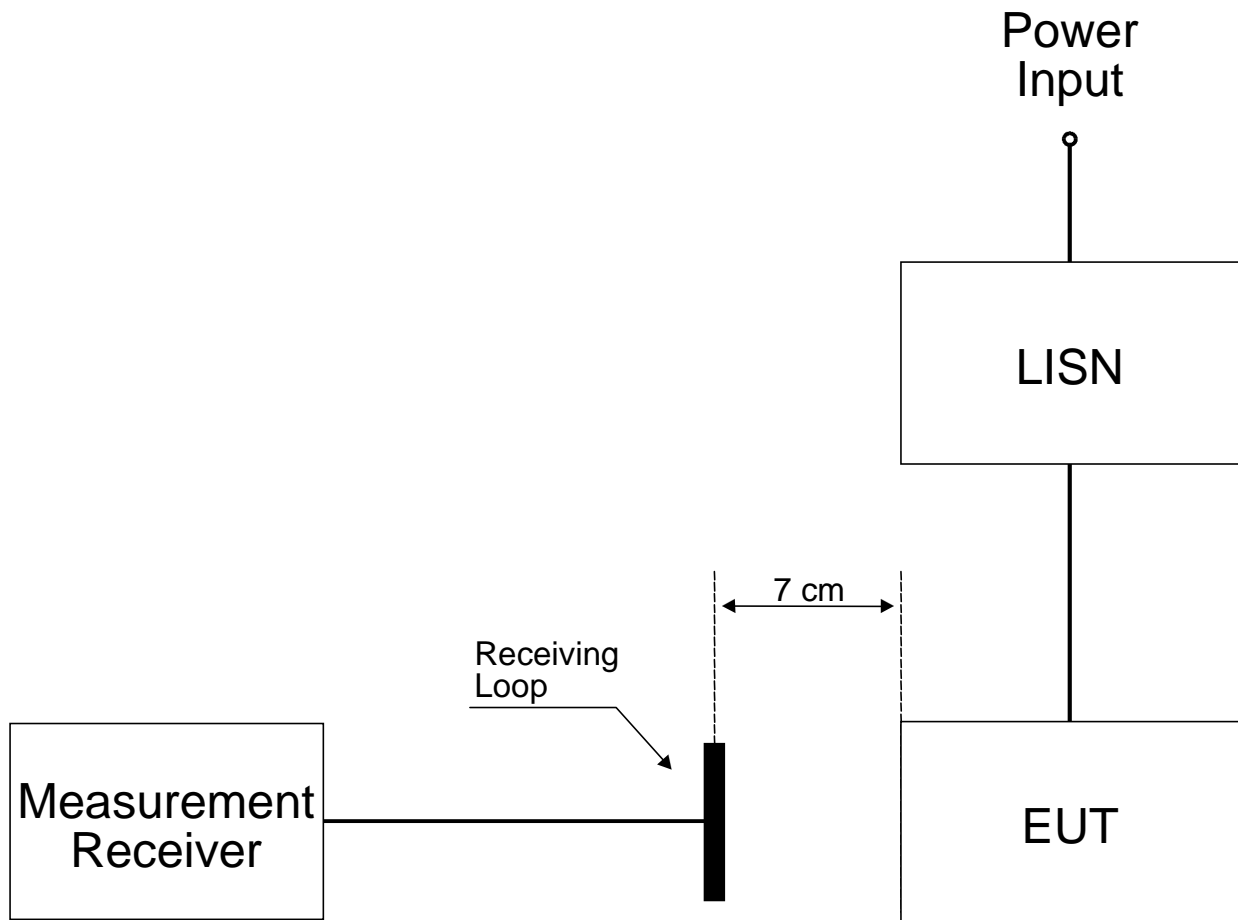 Power
Input
LISN
7 cm
Receiving
Loop
Measurement
Receiver
EUT